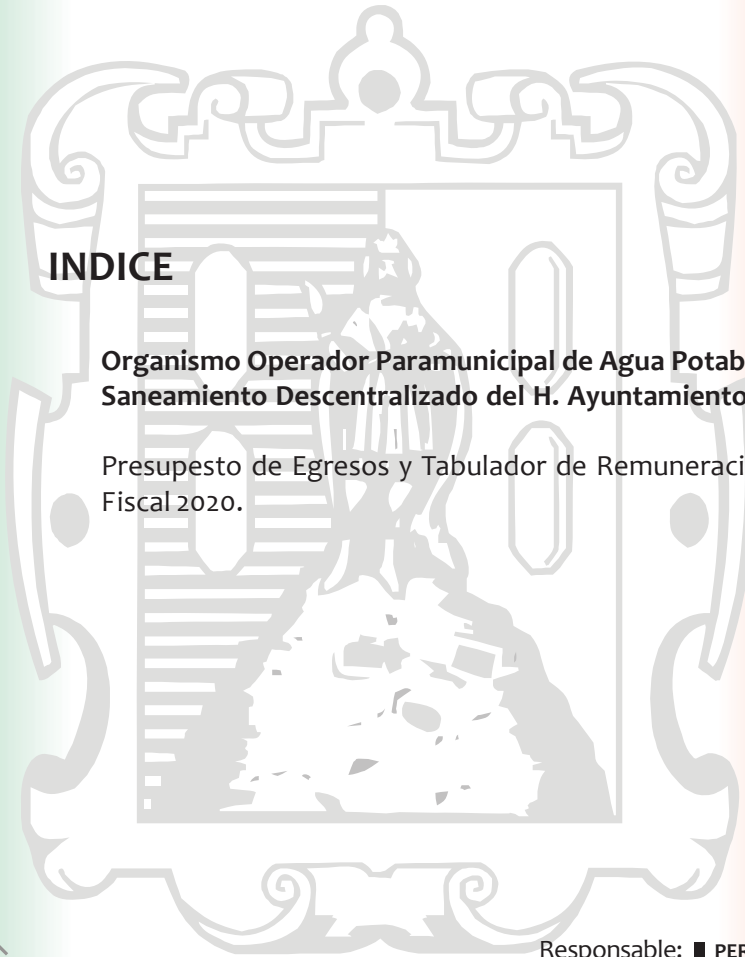 INDICE
Organismo Operador Paramunicipal de Agua Potab
Saneamiento Descentralizado del H. Ayuntamiento
Presupesto de Egresos y Tabulador de Remuneraci
Fiscal 2020.
Responsable: ■ PER